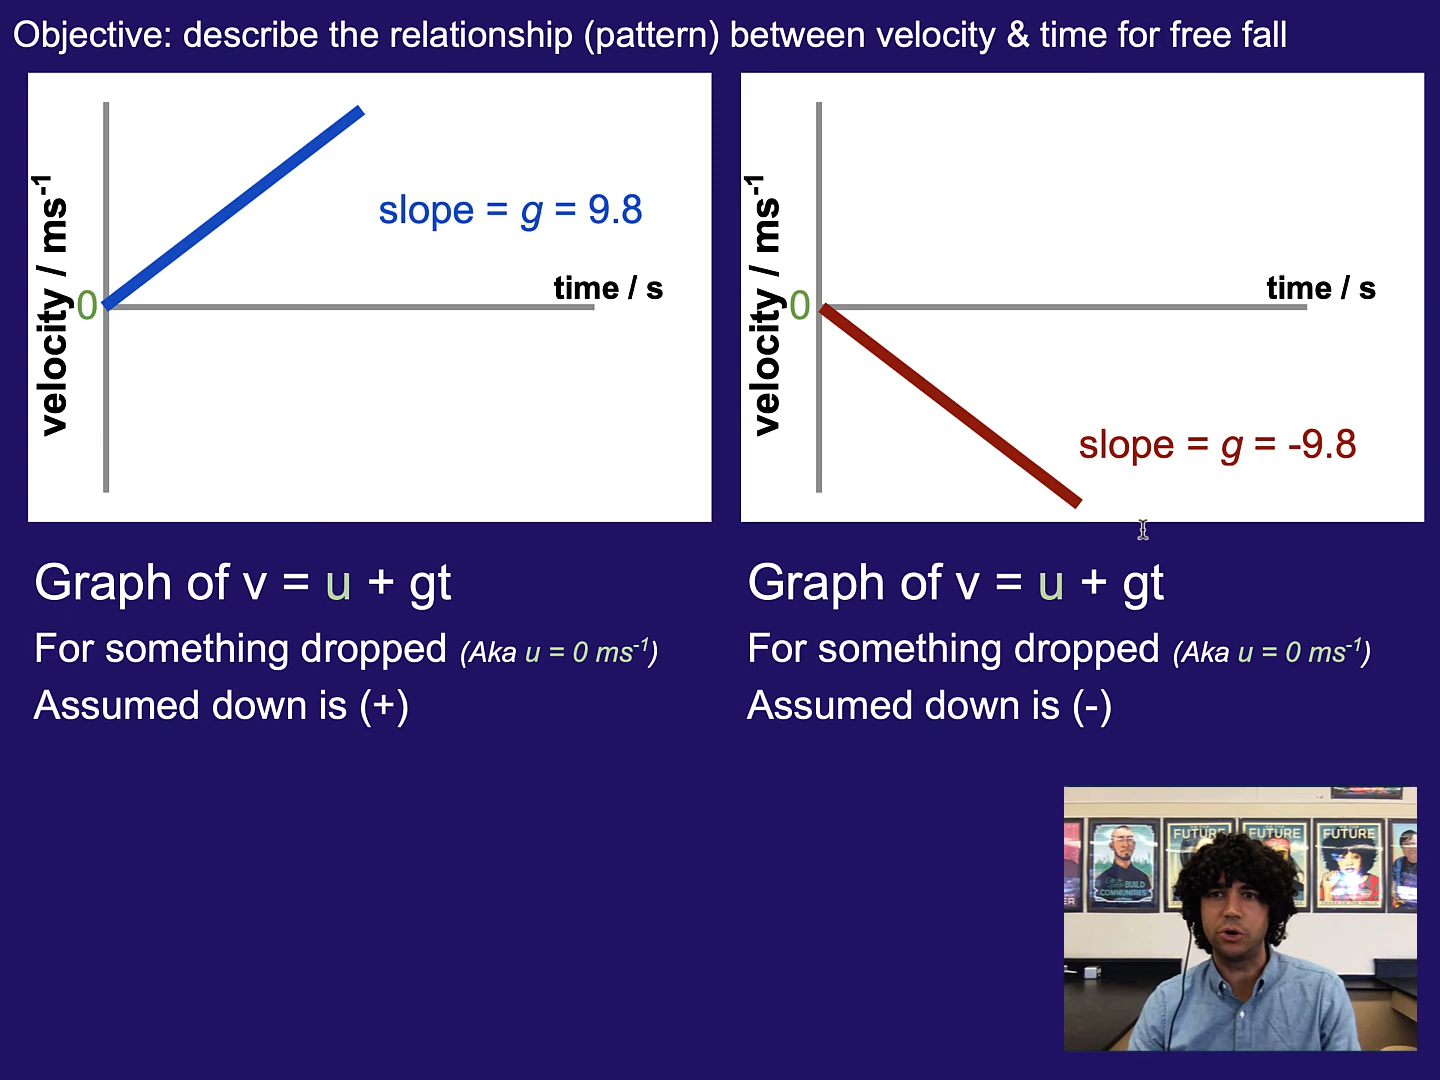 Objective: describe the relationship (pattern) between velocity & time for free fall
velocity / ms-1
0
slope = g = 9.8
time / s
Graph of v = u + gt
For something dropped (Aka u = 0 ms-1)
Assumed down is (+)
velocity / ms-1
0
time / s
slope = g = -9.8
Graph of v = u + gt
For something dropped (Aka u = 0 ms-1)
Assumed down is (-)
BUILD
COMMUNITIES
FUTURE
FUTURE
FUTURE